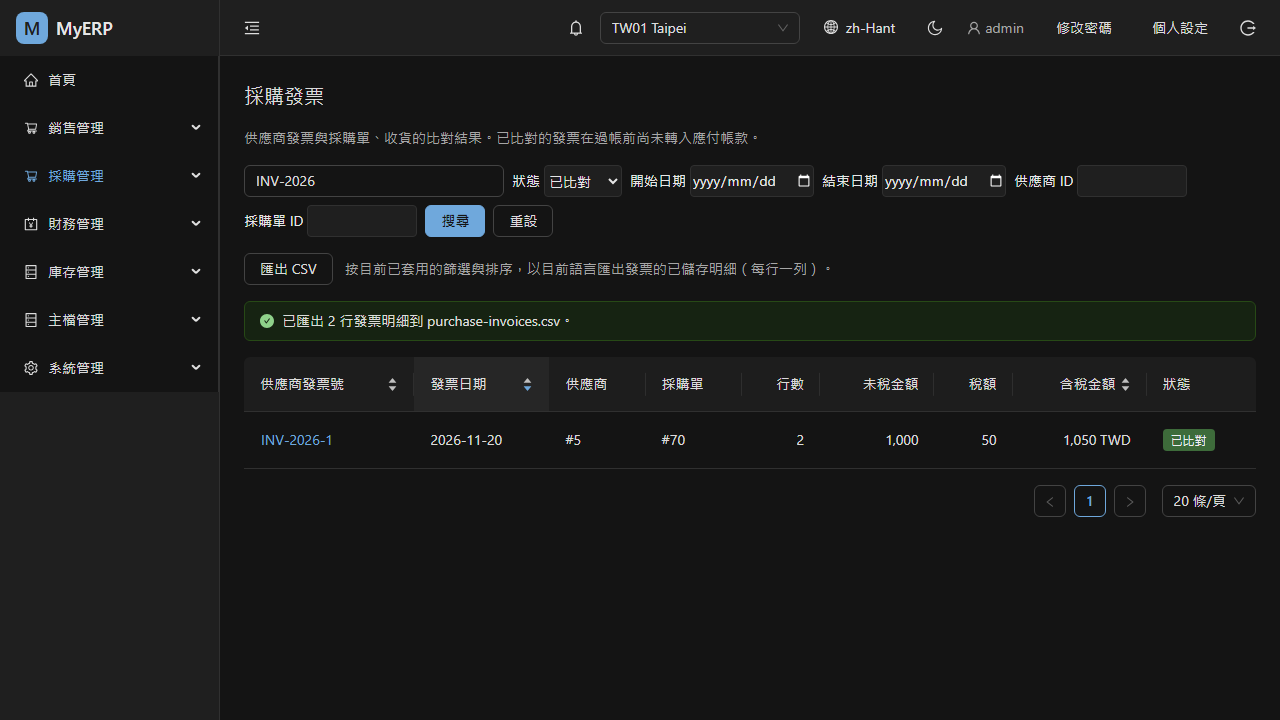 M MyERP
TW01 Taipei
zh-Hant
admin
修改密碼
個人設定
首頁
銷售管理
採購管理
財務管理
庫存管理
主檔管理
系統管理
採購發票
供應商發票與採購單、收貨的比對結果。已比對的發票在過帳前尚未轉入應付帳款。
INV-2026 狀態 已比對 開始日期 yyyy/mm/dd 結束日期 yyyy/mm/dd 供應商 ID
採購單 ID 搜尋 重設
匯出 CSV 按目前已套用的篩選與排序，以目前語言匯出發票的已儲存明細（每行一列）。
已匯出 2 行發票明細到 purchase-invoices.csv。
供應商發票號 發票日期 供應商 採購單 行數 未稅金額 稅額 含稅金額 狀態
INV-2026-1 2026-11-20 #5 #70 2 1,000 50 1,050 TWD 已比對
1 20 條/頁